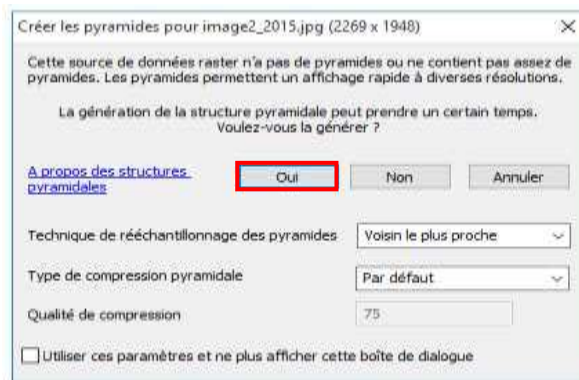 Créer les pyramides pour image2_2015.jpg (2269 x 1948)
Cette source de données raster n'a pas de pyramides ou ne contient pas assez de
pyramides. Les pyramides permettent un affichage rapide à diverses résolutions.
La génération de la structure pyramidale peut prendre un certain temps.
Voulez-vous la générer ?
A propos des structures
pyramidales
Oui Non Annuler
Technique de rééchantillonnage des pyramides Voisin le plus proche
Type de compression pyramidale Par défaut
Qualité de compression 75
Utiliser ces paramètres et ne plus afficher cette boîte de dialogue